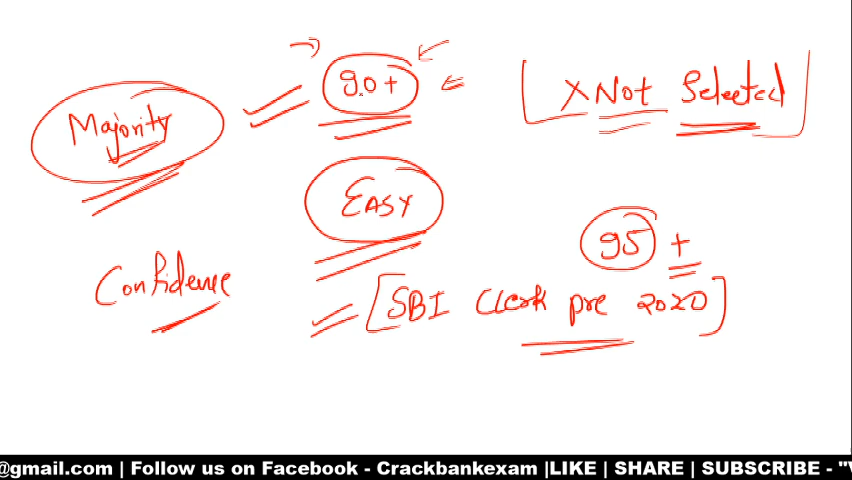 90+
X Not Selected
Majority
EASY
95 +
Confidence
[SBI Clerk pre 2020]
@gmail.com | Follow us on Facebook - Crackbankexam |LIKE | SHARE | SUBSCRIBE - "